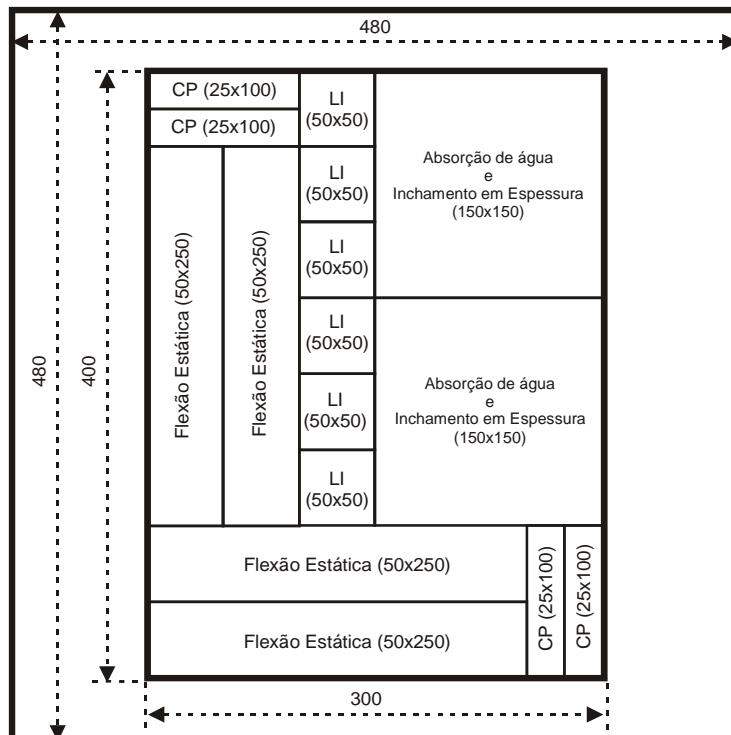 480
480
400
CP (25x100)
CP (25x100)
Flexão Estática (50x250)
Flexão Estática (50x250)
LI
(50x50)
LI
(50x50)
LI
(50x50)
LI
(50x50)
LI
(50x50)
LI
(50x50)
Absorção de água
e
Inchamento em Espessura
(150x150)
Absorção de água
e
Inchamento em Espessura
(150x150)
Flexão Estática (50x250)
Flexão Estática (50x250)
CP (25x100)
CP (25x100)
300